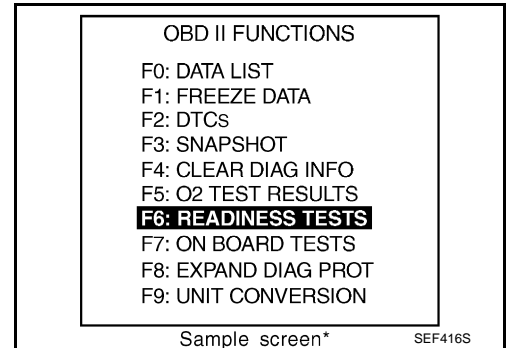 OBD II FUNCTIONS
F0: DATA LIST
F1: FREEZE DATA
F2: DTCs
F3: SNAPSHOT
F4: CLEAR DIAG INFO
F5: O2 TEST RESULTS
F6: READINESS TESTS
F7: ON BOARD TESTS
F8: EXPAND DIAG PROT
F9: UNIT CONVERSION
Sample screen*
SEF416S